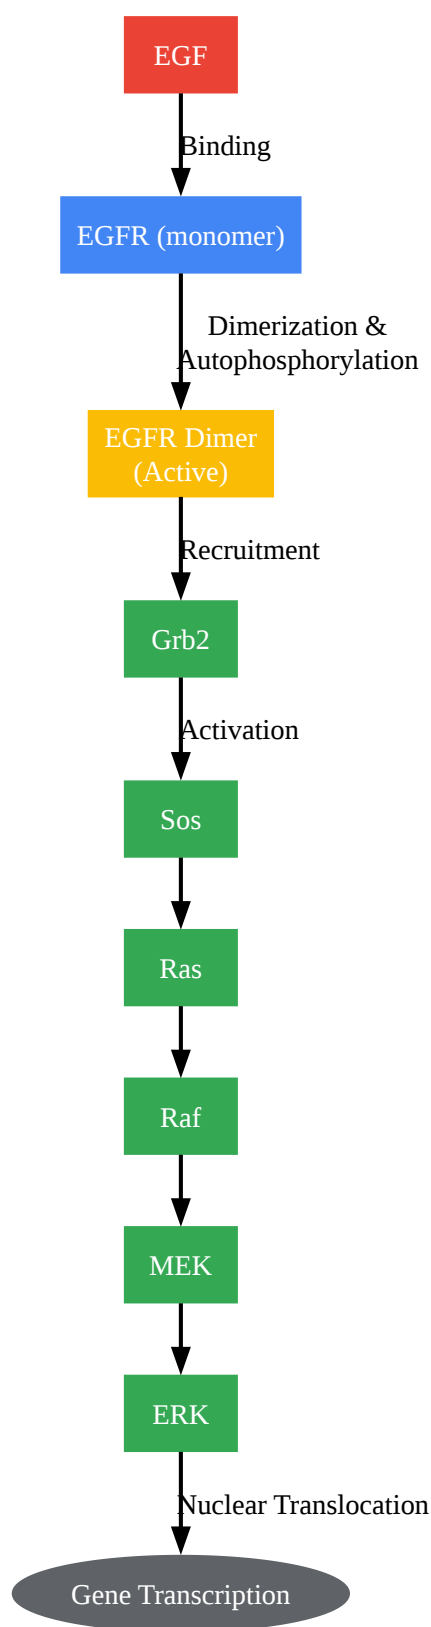 EGF
Binding
EGFR (monomer)
Dimerization &
Autophosphorylation
EGFR Dimer
(Active)
Recruitment
Grb2
Activation
Sos
Ras
Raf
MEK
ERK
Nuclear Translocation
Gene Transcription